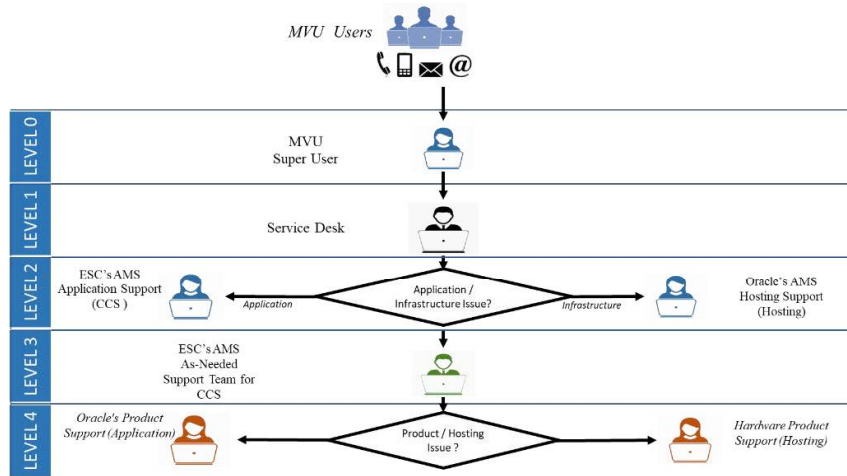 MVU Users
@
LEVEL 0
MVU
Super User
LEVEL 1
Service Desk
LEVEL 2
ESC's AMS
Application Support
(CCS )
Application
Application /
Infrastructure Issue?
Infrastructure
Oracle's AMS
Hosting Support
(Hosting)
LEVEL 3
ESC's AMS
As-Needed
Support Team for
CCS
LEVEL 4
Oracle's Product
Support (Application)
Product / Hosting
Issue ?
Hardware Product
Support (Hosting)